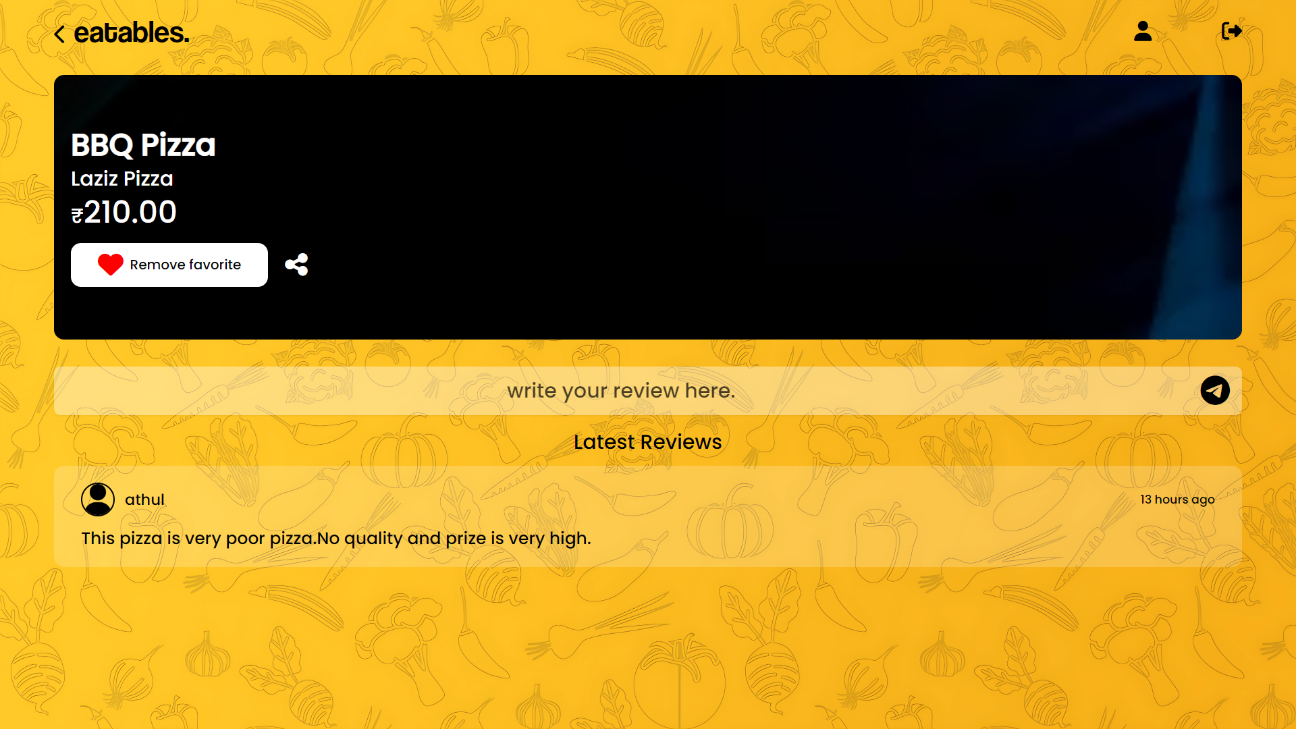 eatables.
BBQ Pizza
Laziz Pizza
₹210.00
Remove favorite
write your review here.
Latest Reviews
athul
13 hours ago
This pizza is very poor pizza.No quality and prize is very high.